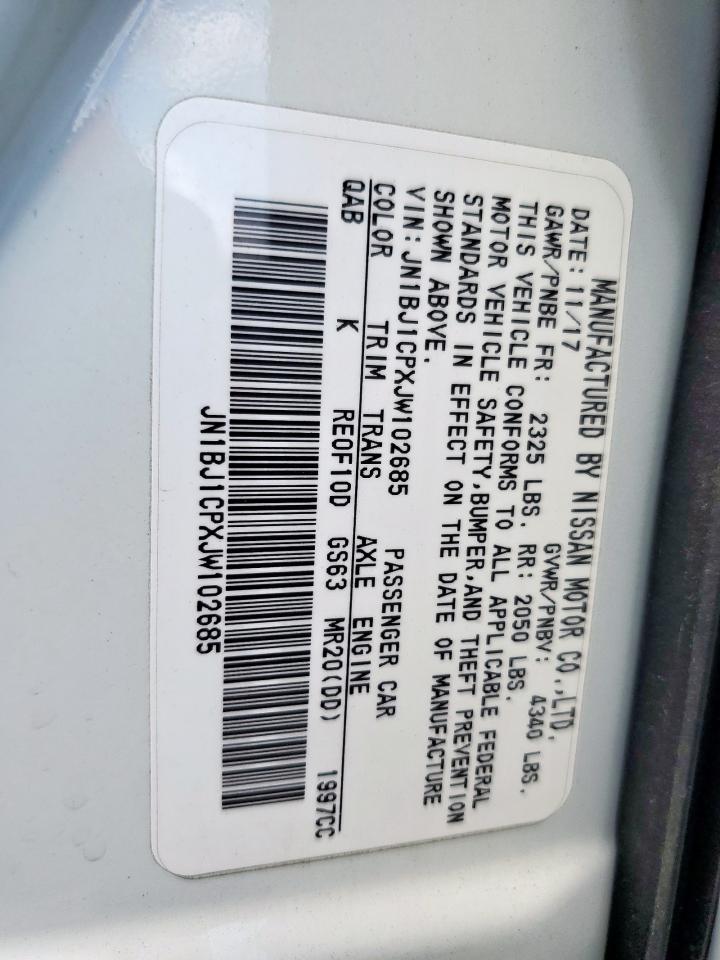 MANUFACTURED BY NISSAN MOTOR CO.,LTD.
DATE: 11/17 GVWR/PNBV: 4340 LBS.
GAWR/PNBE FR: 2325 LBS. RR: 2050 LBS.
THIS VEHICLE CONFORMS TO ALL APPLICABLE FEDERAL
MOTOR VEHICLE SAFETY,BUMPER,AND THEFT PREVENTION
STANDARDS IN EFFECT ON THE DATE OF MANUFACTURE
SHOWN ABOVE.
VIN:JN1BJ1CPXJW102685 PASSENGER CAR
COLOR TRIM TRANS AXLE ENGINE
QAB K RE0F10D GS63 MR20(DD) 1997CC
JN1BJ1CPXJW102685